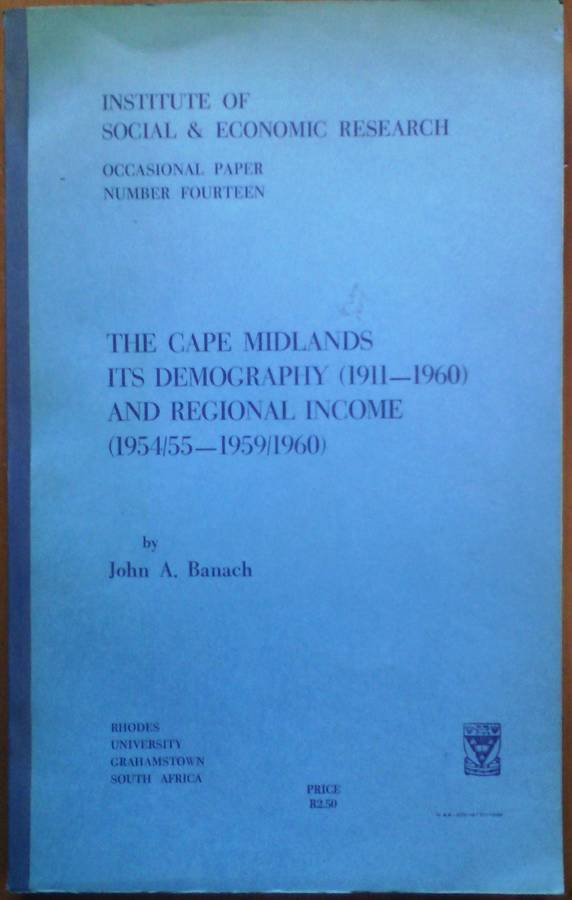 INSTITUTE OF
SOCIAL & ECONOMIC RESEARCH
OCCASIONAL PAPER
NUMBER FOURTEEN
THE CAPE MIDLANDS
ITS DEMOGRAPHY (1911—1960)
AND REGIONAL INCOME
(1954/55—1959/1960)
by
John A. Banach
RHODES
UNIVERSITY
GRAHAMSTOWN
SOUTH AFRICA
PRICE
R2.50